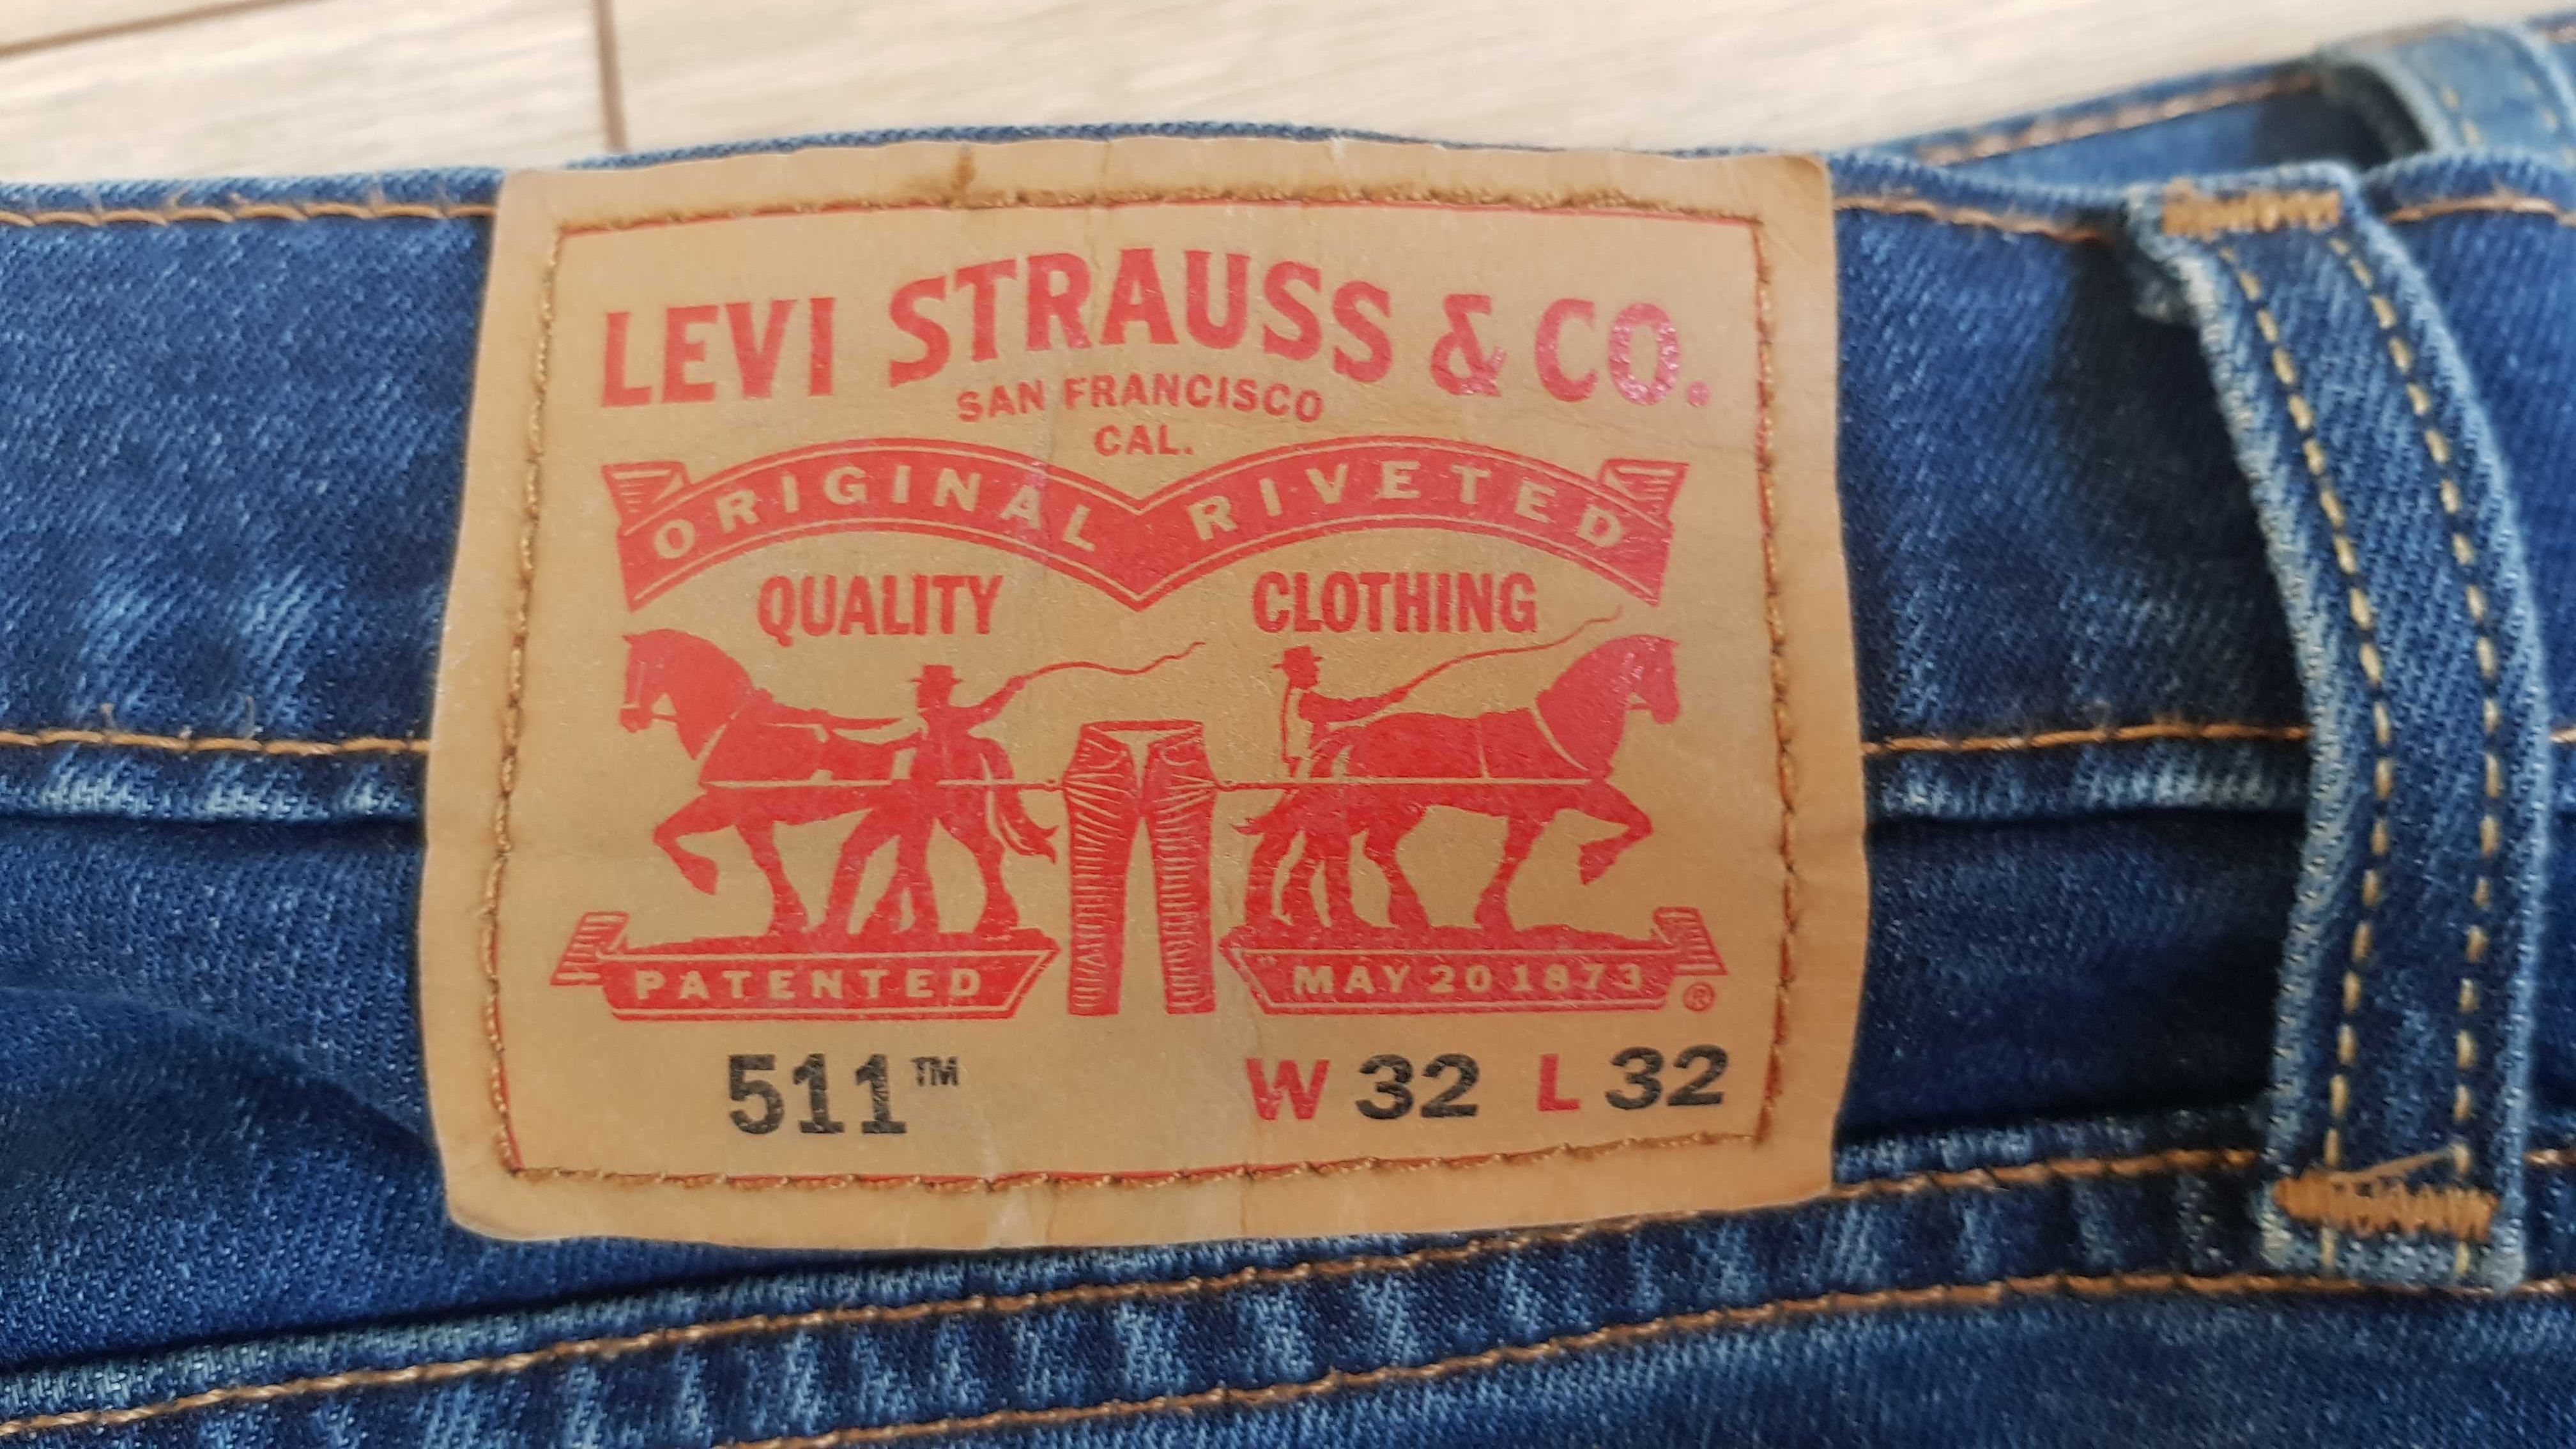 LEVI STRAUSS & CO.
SAN FRANCISCO
CAL.
ORIGINAL RIVETED
QUALITY CLOTHING
PATENTED MAY 20 1873 ®
511™ W 32 L 32